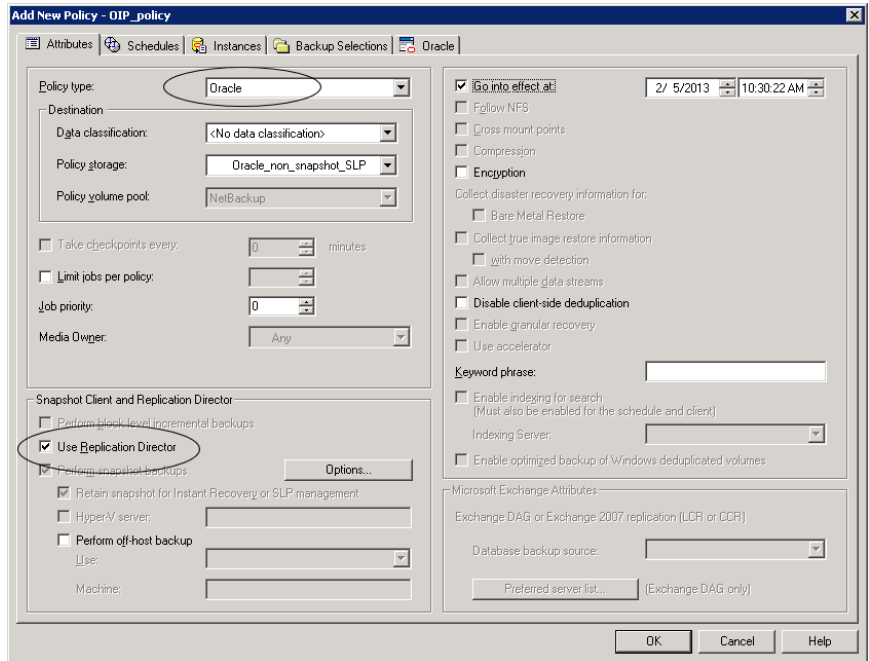 Add New Policy - OIP_policy
Attributes Schedules Instances Backup Selections Oracle
Policy type: Oracle
Destination
Data classification: <No data classification>
Policy storage: Oracle_non_snapshot_SLP
Policy volume pool: NetBackup
Take checkpoints every: 0 minutes
Limit jobs per policy:
Job priority: 0
Media Owner: Any
Snapshot Client and Replication Director
Perform block level incremental backups
Use Replication Director
Perform snapshot backups Options...
Retain snapshot for Instant Recovery or SLP management
Hyper-V server:
Perform off-host backup
Use:
Machine:
Go into effect at: 2/ 5/2013 10:30:22 AM
Follow NFS
Cross mount points
Compression
Encryption
Collect disaster recovery information for:
Bare Metal Restore
Collect true image restore information
with move detection
Allow multiple data streams
Disable client-side deduplication
Enable granular recovery
Use accelerator
Keyword phrase:
Enable indexing for search
(Must also be enabled for the schedule and client)
Indexing Server:
Enable optimized backup of Windows deduplicated volumes
Microsoft Exchange Attributes
Exchange DAG or Exchange 2007 replication (LCR or CCR)
Database backup source:
Preferred server list... (Exchange DAG only)
OK Cancel Help